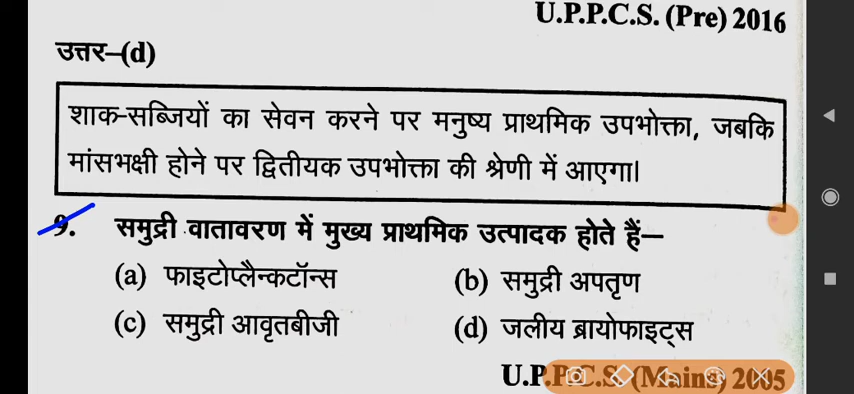 U.P.P.C.S. (Pre) 2016
उत्तर–(d)
शाक-सब्जियों का सेवन करने पर मनुष्य प्राथमिक उपभोक्ता, जबकि
मांसभक्षी होने पर द्वितीयक उपभोक्ता की श्रेणी में आएगा।
9. समुद्री वातावरण में मुख्य प्राथमिक उत्पादक होते हैं—
(a) फाइटोप्लैन्कटॉन्स (b) समुद्री अपतृण
(c) समुद्री आवृतबीजी (d) जलीय ब्रायोफाइट्स
U.P.P.C.S. (Mains) 2005